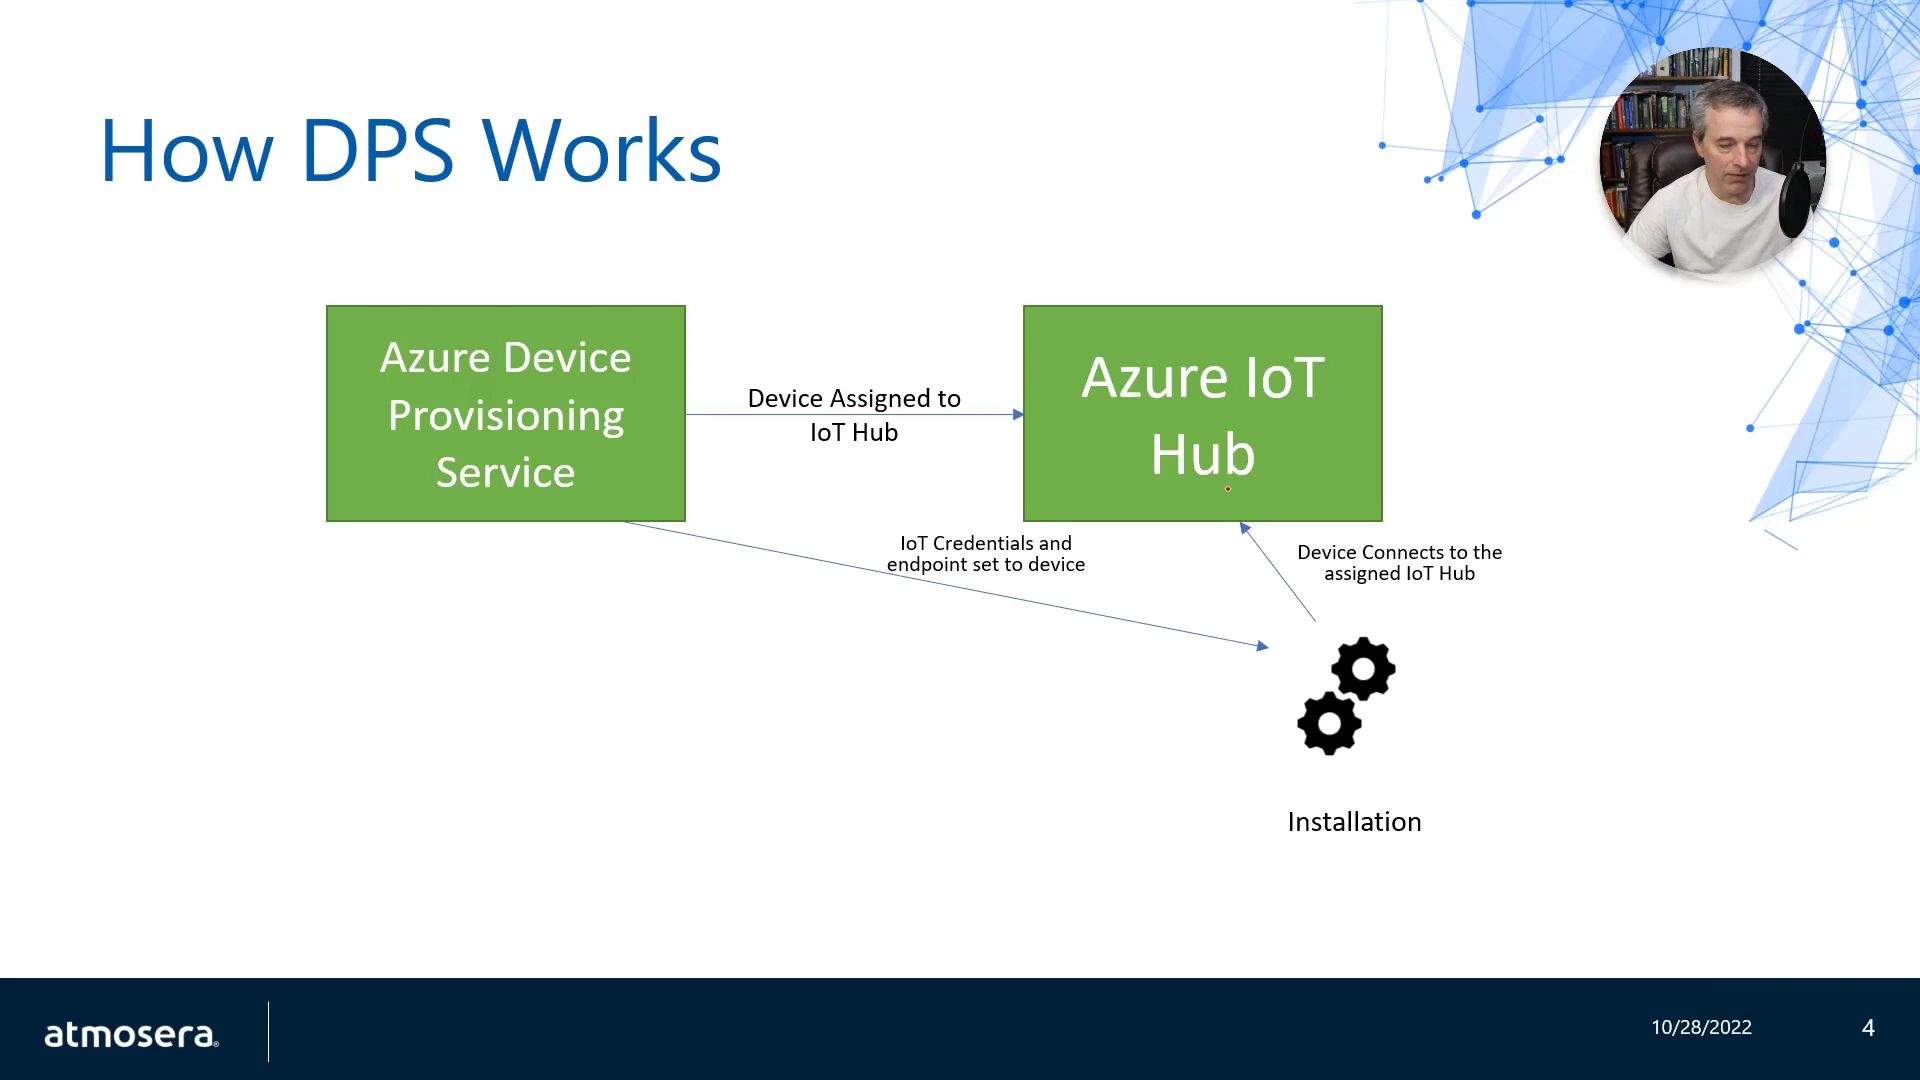 How DPS Works
Azure Device
Provisioning
Service
Device Assigned to
IoT Hub
Azure IoT
Hub
IoT Credentials and
endpoint set to device
Device Connects to the
assigned IoT Hub
Installation
atmosera®
10/28/2022
4